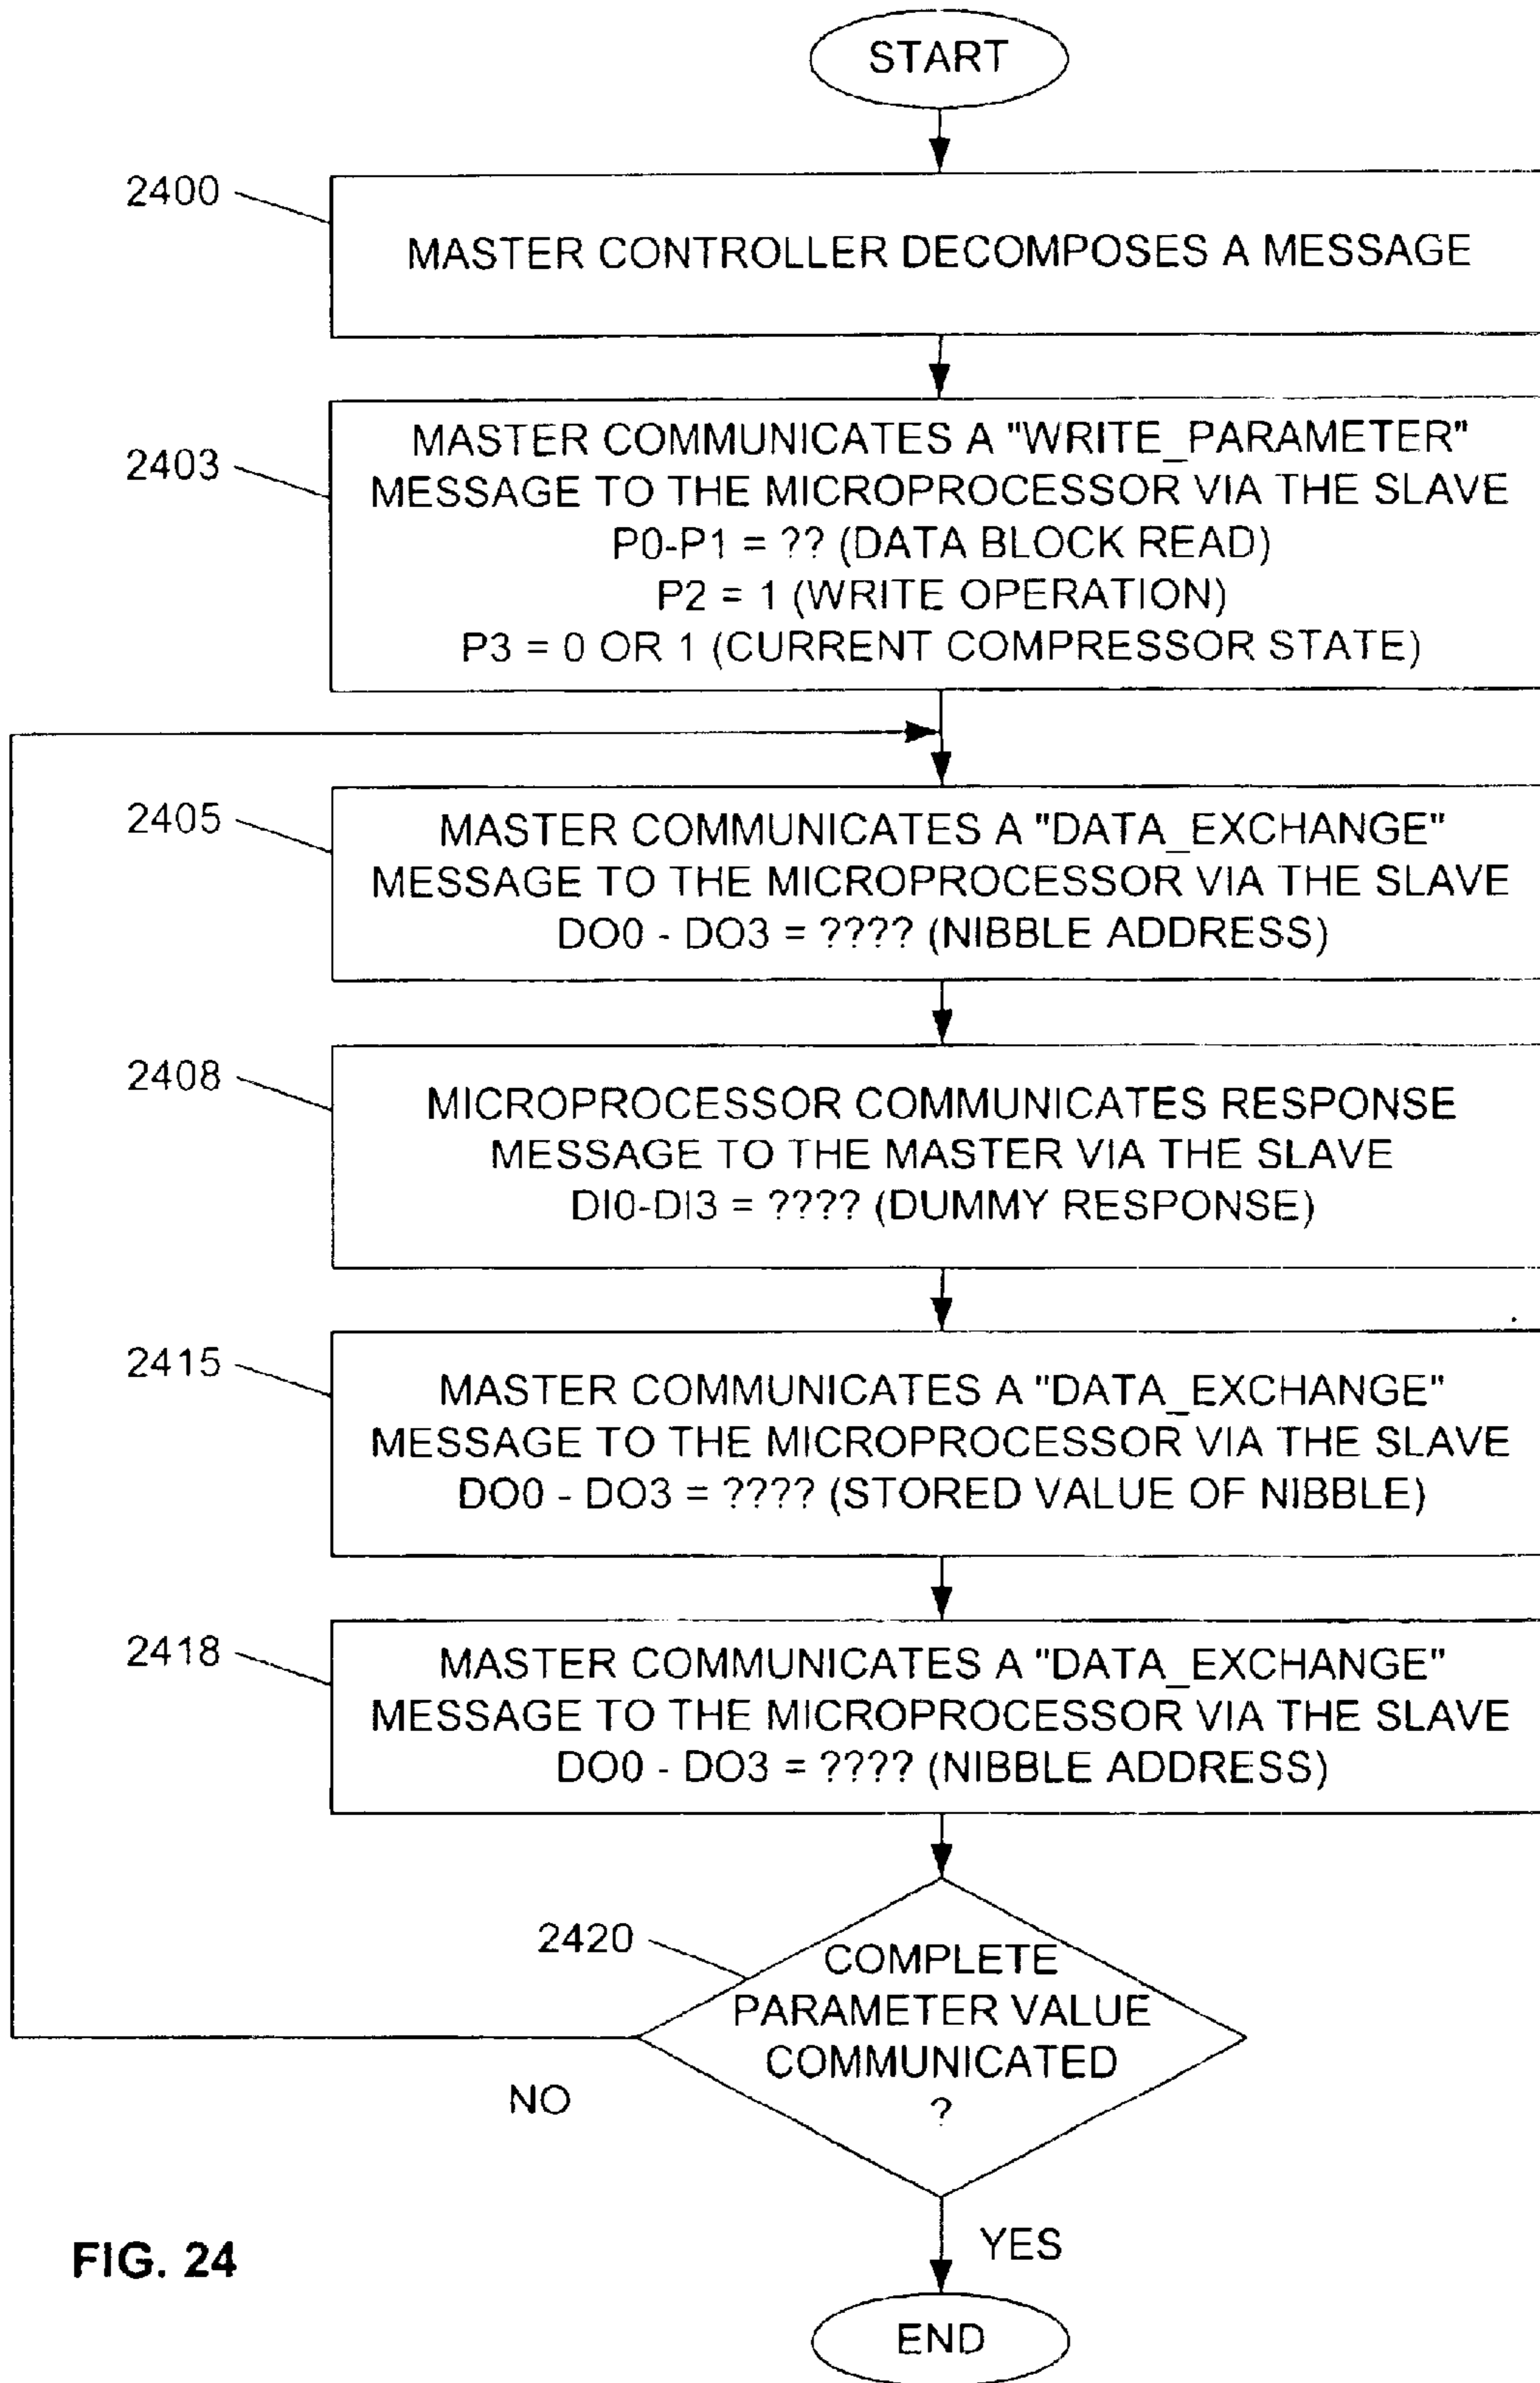 START
2400
MASTER CONTROLLER DECOMPOSES A MESSAGE
2403
MASTER COMMUNICATES A "WRITE_PARAMETER"
MESSAGE TO THE MICROPROCESSOR VIA THE SLAVE
P0-P1 = ?? (DATA BLOCK READ)
P2 = 1 (WRITE OPERATION)
P3 = 0 OR 1 (CURRENT COMPRESSOR STATE)
2405
MASTER COMMUNICATES A "DATA_EXCHANGE"
MESSAGE TO THE MICROPROCESSOR VIA THE SLAVE
DO0 - DO3 = ???? (NIBBLE ADDRESS)
2408
MICROPROCESSOR COMMUNICATES RESPONSE
MESSAGE TO THE MASTER VIA THE SLAVE
DI0-DI3 = ???? (DUMMY RESPONSE)
2415
MASTER COMMUNICATES A "DATA_EXCHANGE"
MESSAGE TO THE MICROPROCESSOR VIA THE SLAVE
DO0 - DO3 = ???? (STORED VALUE OF NIBBLE)
2418
MASTER COMMUNICATES A "DATA_EXCHANGE"
MESSAGE TO THE MICROPROCESSOR VIA THE SLAVE
DO0 - DO3 = ???? (NIBBLE ADDRESS)
2420
COMPLETE
PARAMETER VALUE
COMMUNICATED
?
NO
YES
END
FIG. 24